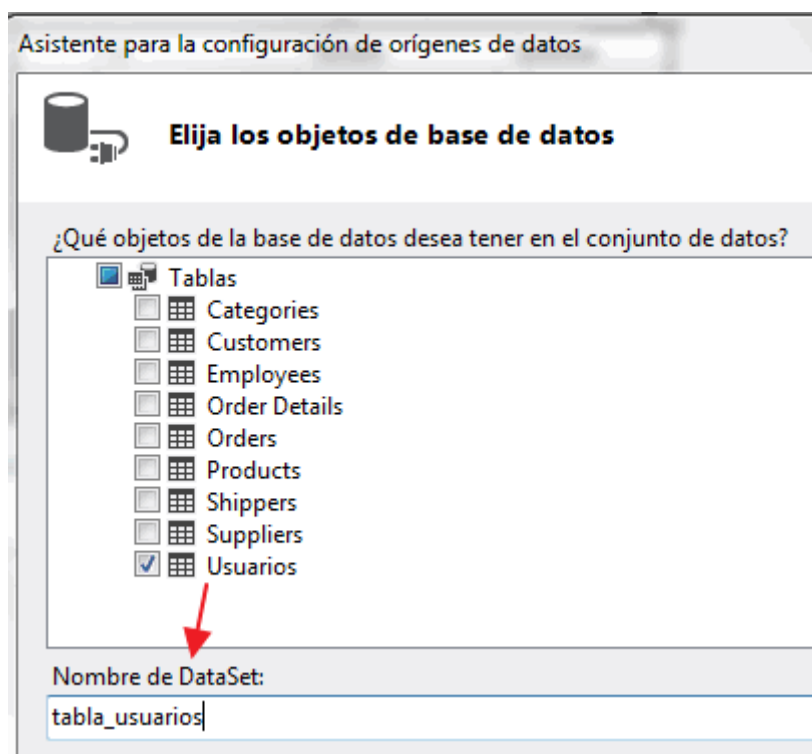 Asistente para la configuración de orígenes de datos
Elija los objetos de base de datos
¿Qué objetos de la base de datos desea tener en el conjunto de datos?
Tablas
Categories
Customers
Employees
Order Details
Orders
Products
Shippers
Suppliers
Usuarios
Nombre de DataSet:
tabla_usuarios